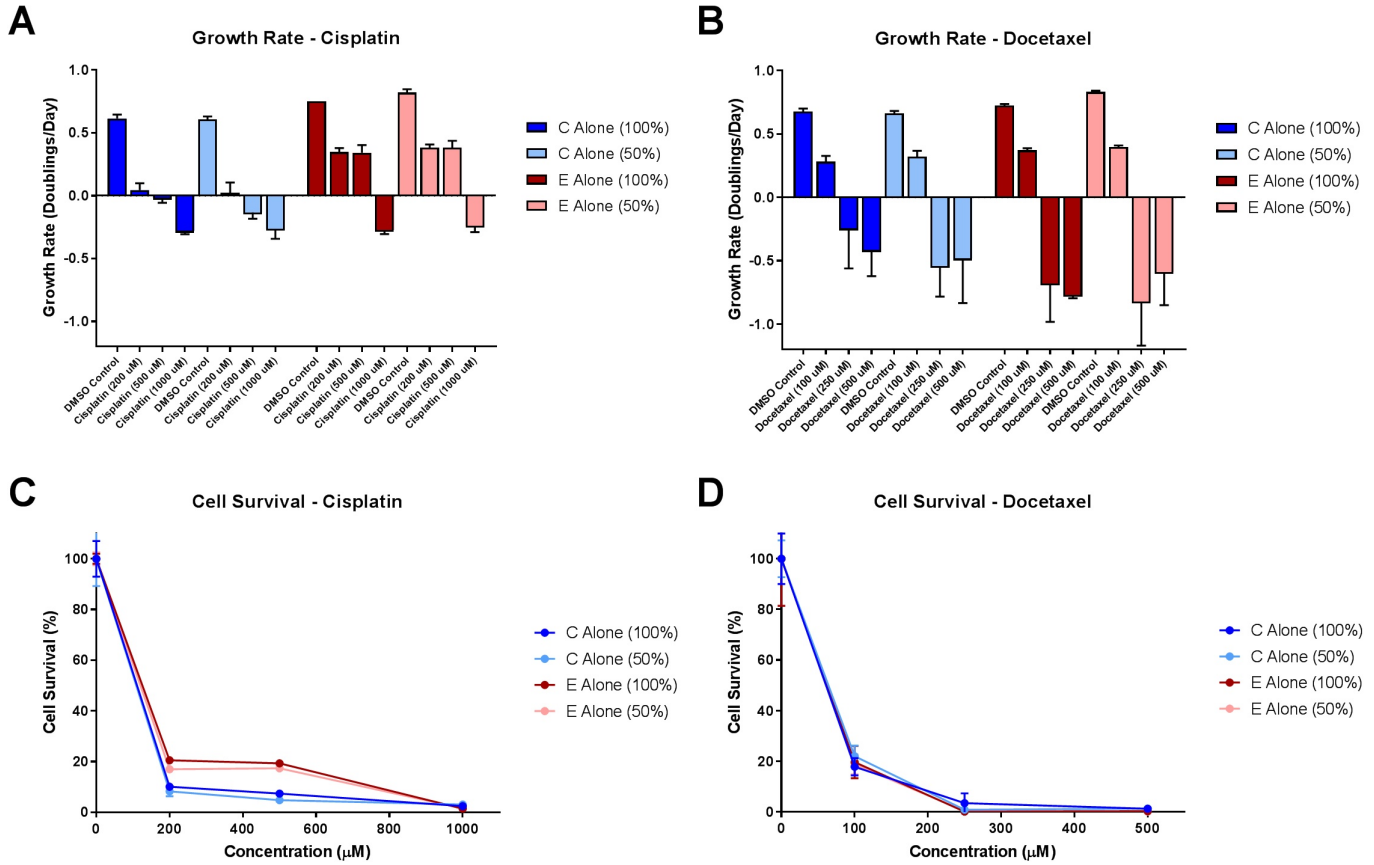 A
Growth Rate - Cisplatin
Growth Rate (Doublings/Day)
1.0
0.5
0.0
-0.5
-1.0
DMSO Control
Cisplatin (200 uM)
Cisplatin (500 uM)
Cisplatin (1000 uM)
DMSO Control
Cisplatin (200 uM)
Cisplatin (500 uM)
Cisplatin (1000 uM)
DMSO Control
Cisplatin (200 uM)
Cisplatin (500 uM)
Cisplatin (1000 uM)
DMSO Control
Cisplatin (200 uM)
Cisplatin (500 uM)
Cisplatin (1000 uM)
C Alone (100%)
C Alone (50%)
E Alone (100%)
E Alone (50%)
B
Growth Rate - Docetaxel
Growth Rate (Doublings/Day)
1.0
0.5
0.0
-0.5
-1.0
DMSO Control
Docetaxel (100 uM)
Docetaxel (250 uM)
Docetaxel (500 uM)
DMSO Control
Docetaxel (100 uM)
Docetaxel (250 uM)
Docetaxel (500 uM)
DMSO Control
Docetaxel (100 uM)
Docetaxel (250 uM)
Docetaxel (500 uM)
DMSO Control
Docetaxel (100 uM)
Docetaxel (250 uM)
Docetaxel (500 uM)
C Alone (100%)
C Alone (50%)
E Alone (100%)
E Alone (50%)
C
Cell Survival - Cisplatin
Cell Survival (%)
100
80
60
40
20
0
0 200 400 600 800 1000
Concentration (μM)
C Alone (100%)
C Alone (50%)
E Alone (100%)
E Alone (50%)
D
Cell Survival - Docetaxel
Cell Survival (%)
100
80
60
40
20
0
0 100 200 300 400 500
Concentration (μM)
C Alone (100%)
C Alone (50%)
E Alone (100%)
E Alone (50%)